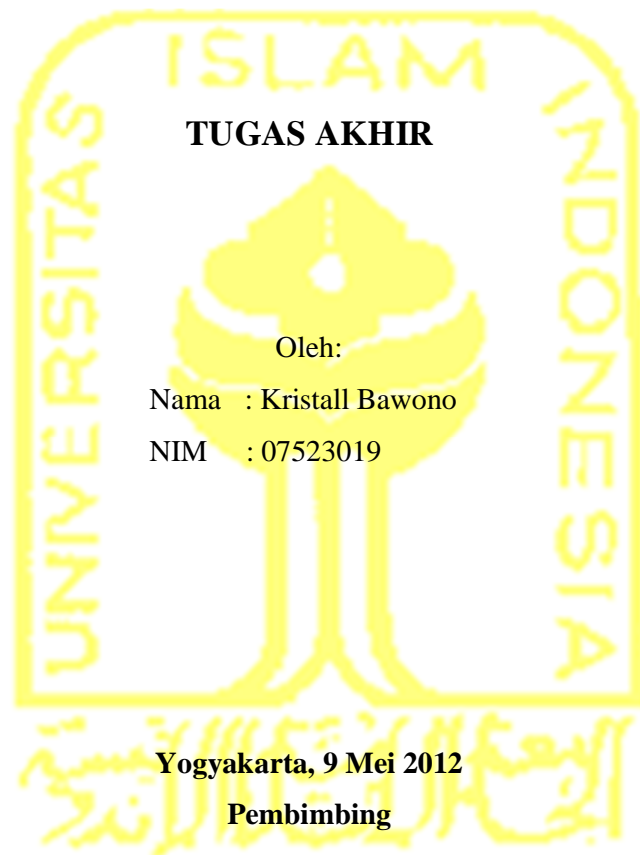 UNIVERSITAS ISLAM INDONESIA
TUGAS AKHIR
Oleh:
Nama : Kristall Bawono
NIM : 07523019
Yogyakarta, 9 Mei 2012
Pembimbing